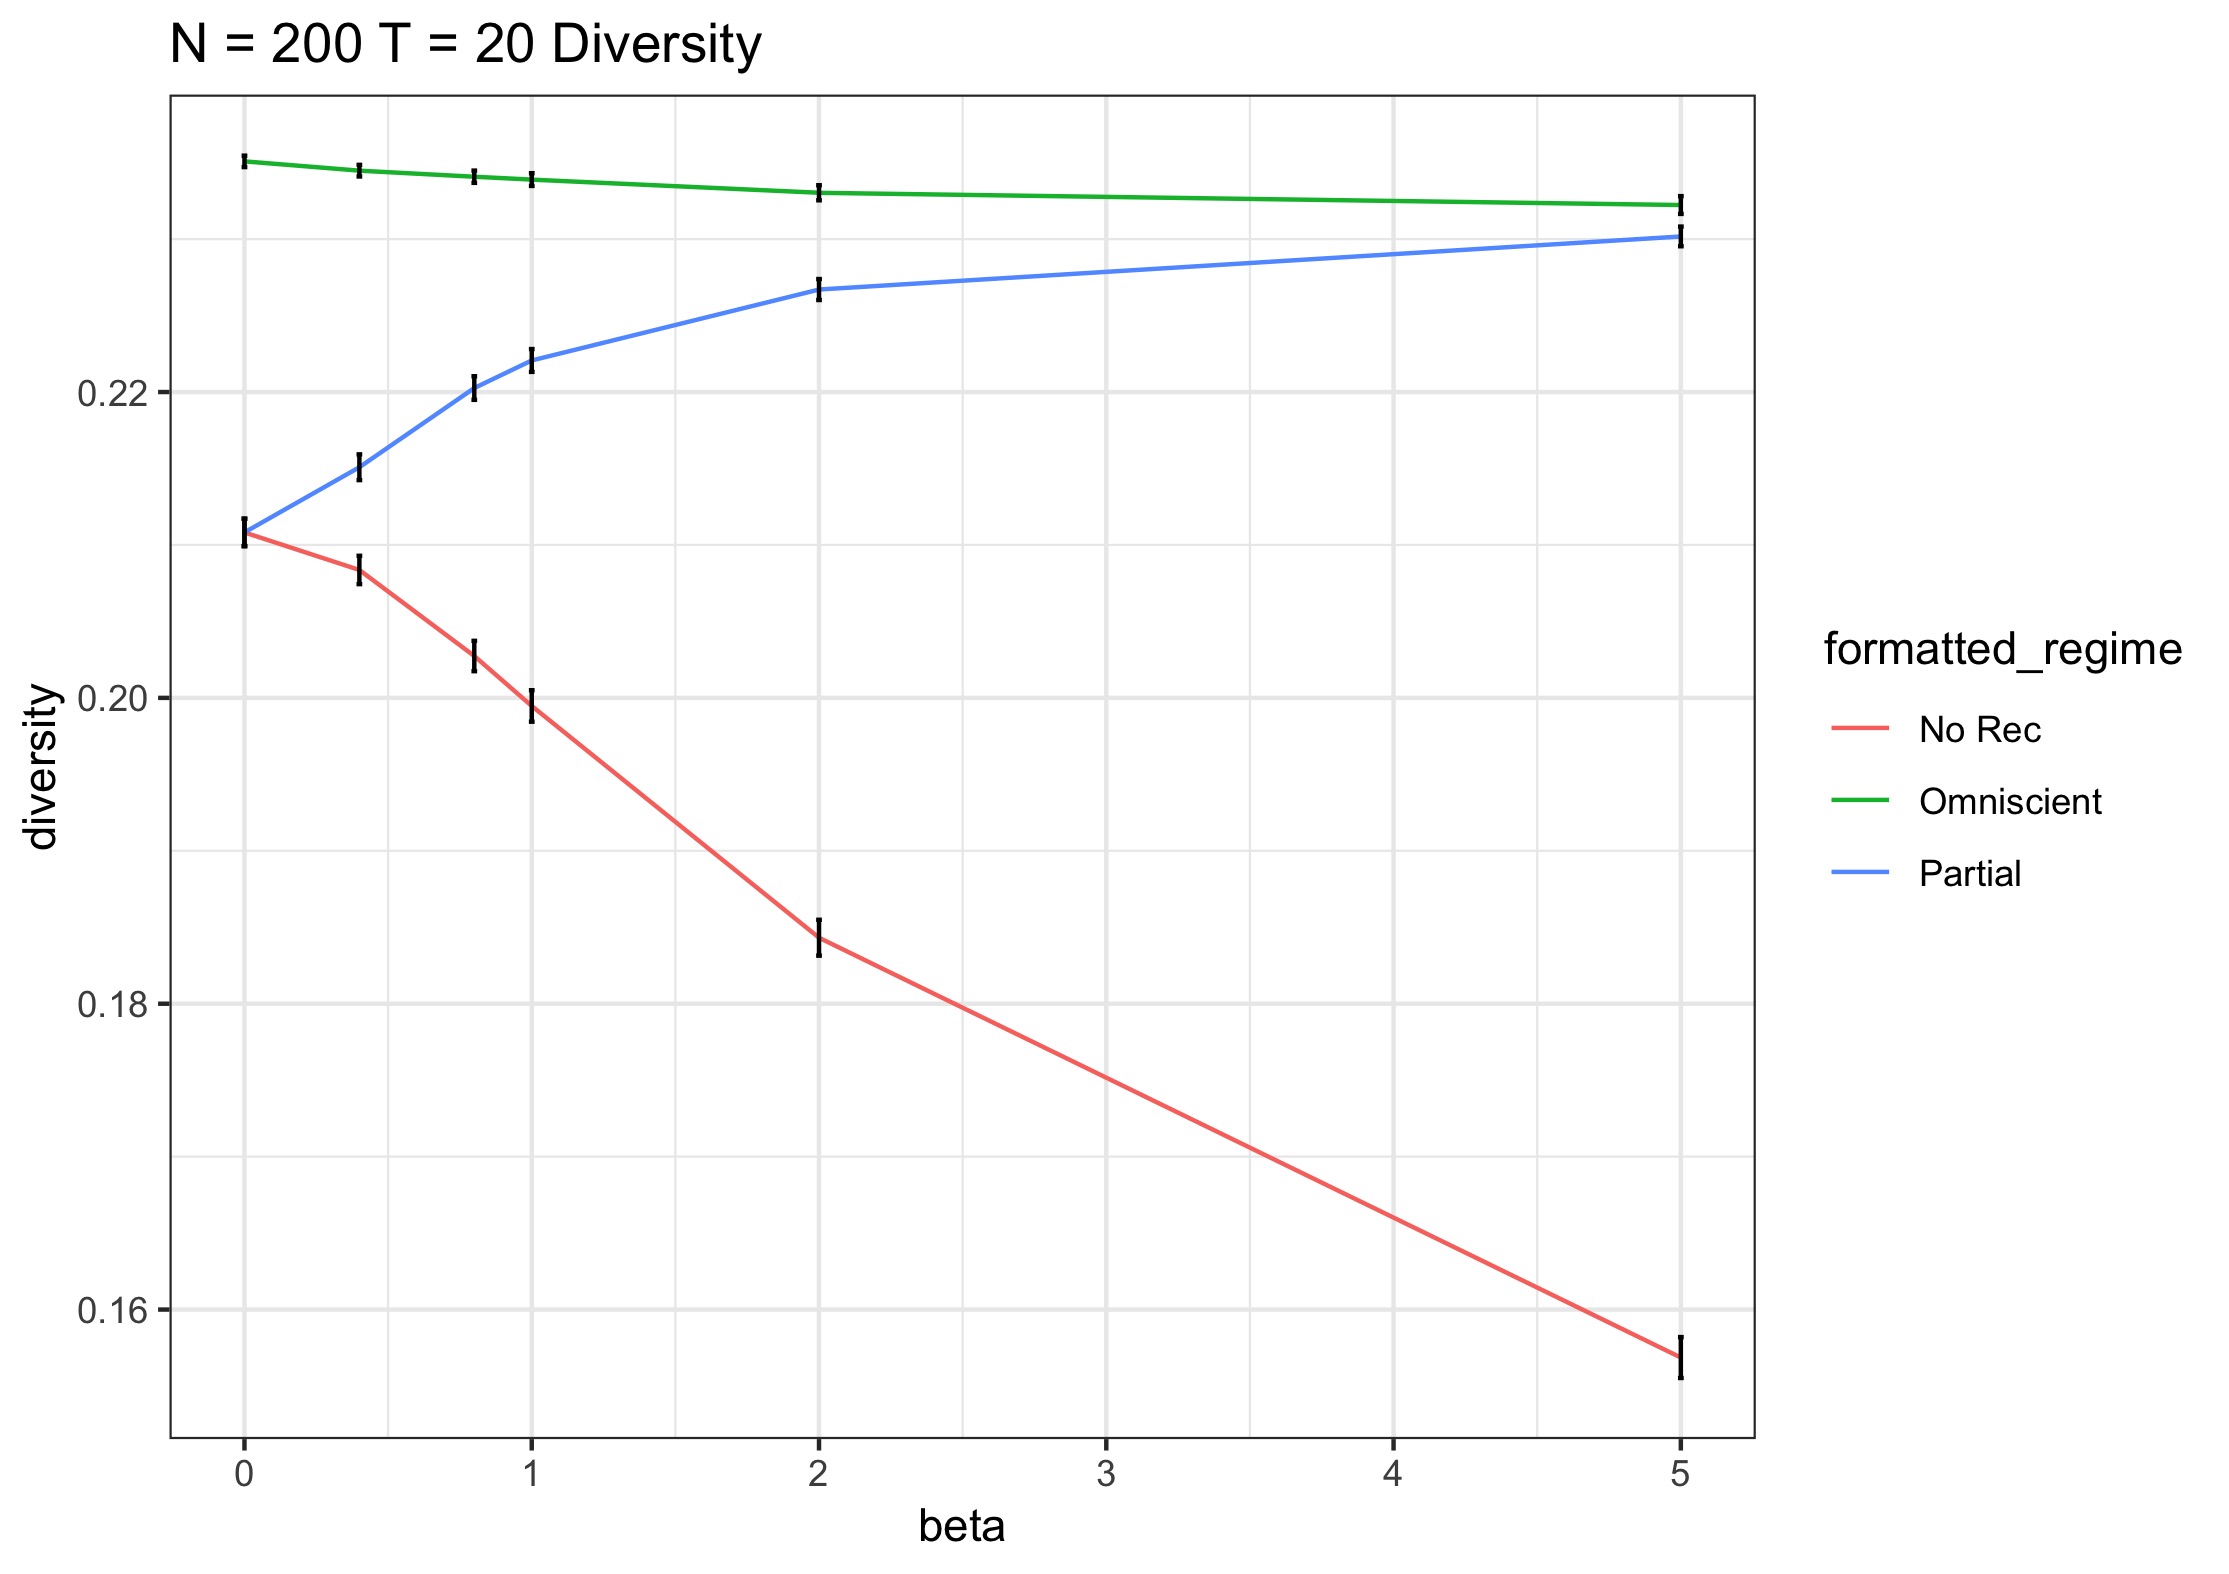 N = 200 T = 20 Diversity
diversity
0.22
0.20
0.18
0.16
0 1 2 3 4 5
beta
formatted_regime
No Rec
Omniscient
Partial